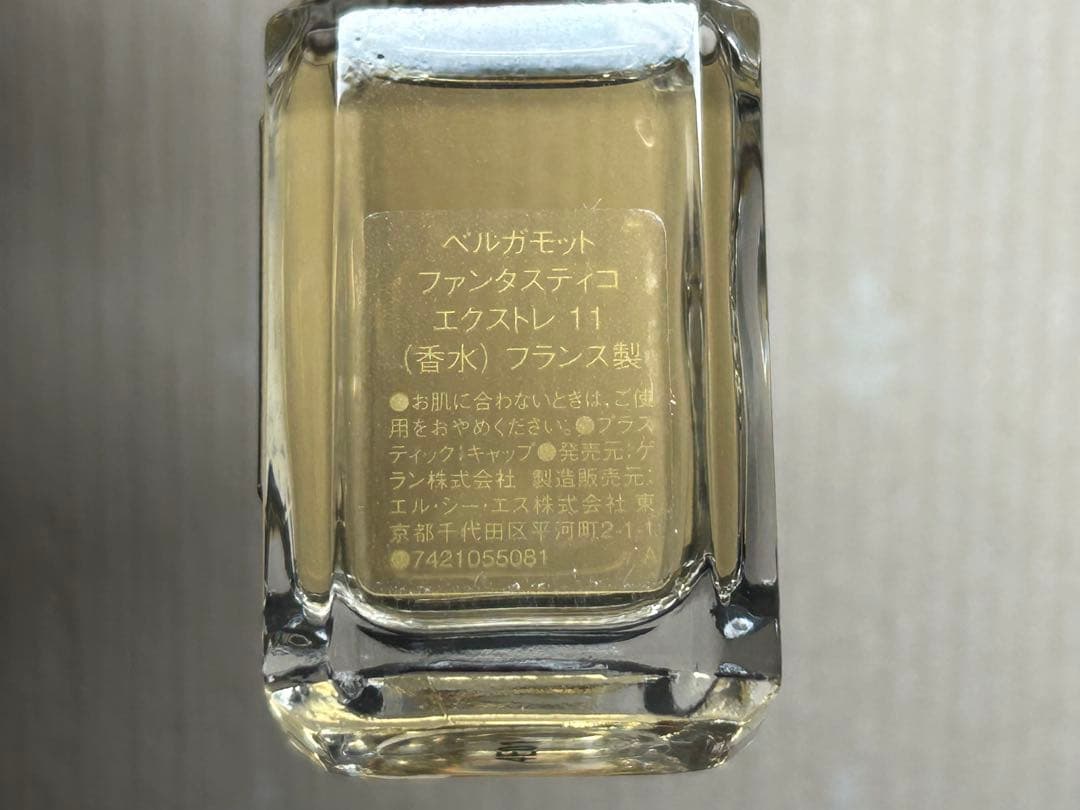 ベルガモット
ファンタスティコ
エクストレ 11
(香水) フランス製
●お肌に合わないときは、ご使
用をおやめください。●プラス
ティック:キャップ●発売元:ゲ
ラン株式会社 製造販売元:
エル・シー・エス株式会社 東
京都千代田区平河町2-1-1
●7421055081 A